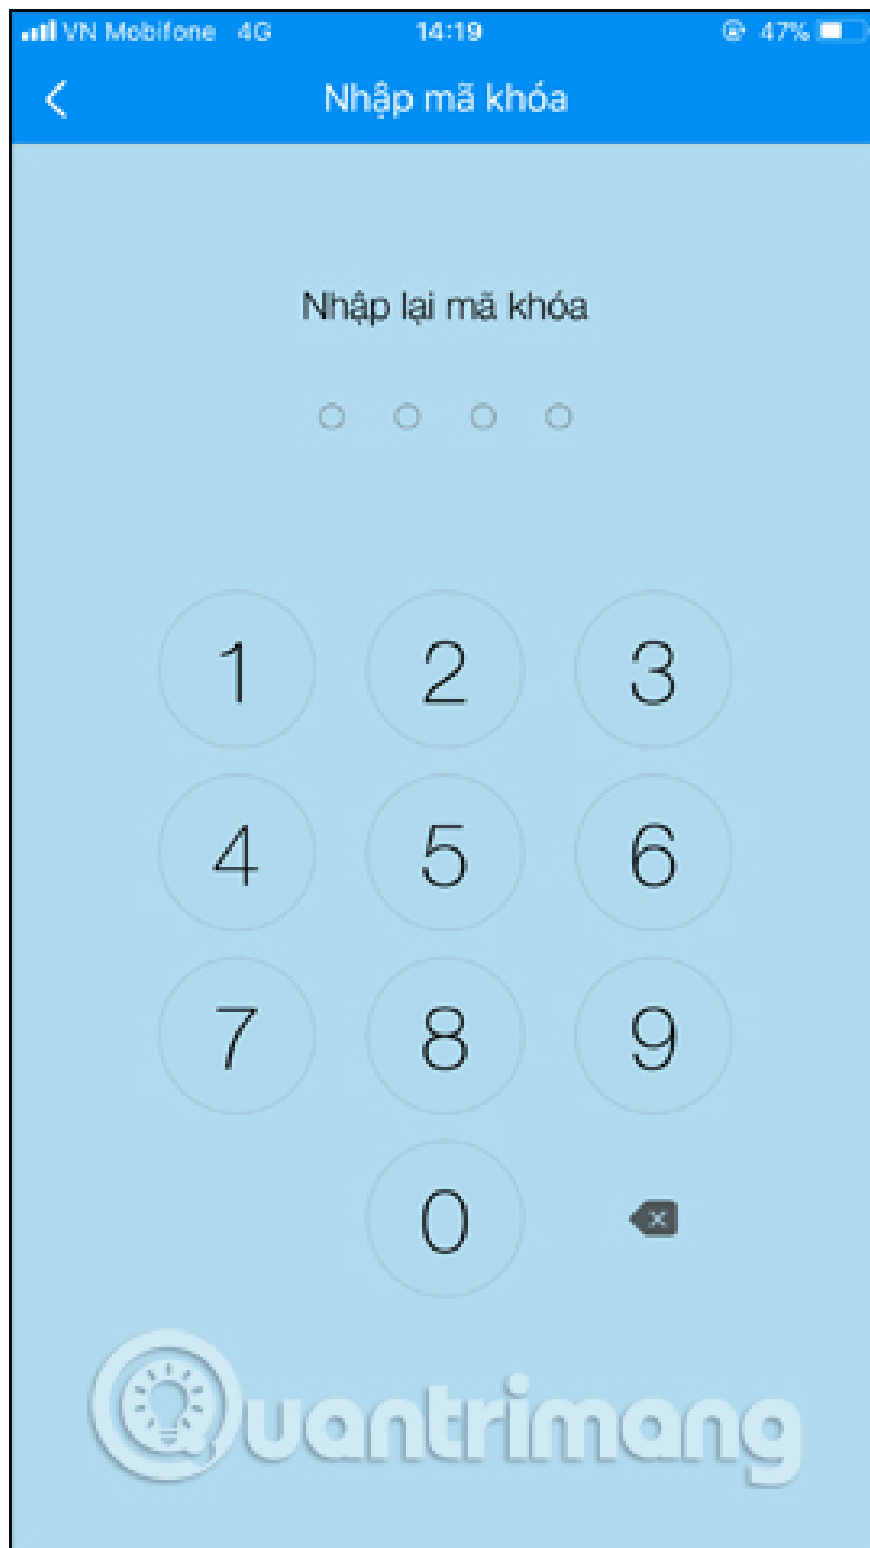 VN Mobifone 4G 14:19 47%
Nhập mã khóa
Nhập lại mã khóa
1 2 3
4 5 6
7 8 9
0
Quantrimang